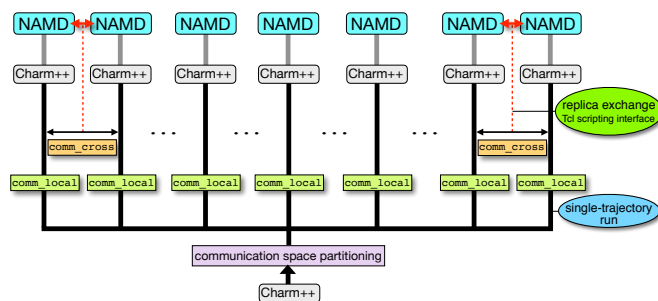 NAMD NAMD NAMD NAMD NAMD NAMD NAMD
Charm++ Charm++ Charm++ Charm++ Charm++ Charm++ Charm++
replica exchange
Tcl scripting interface
... ... ... ...
comm_cross comm_cross
comm_local comm_local comm_local comm_local comm_local comm_local comm_local
single-trajectory
run
communication space partitioning
Charm++